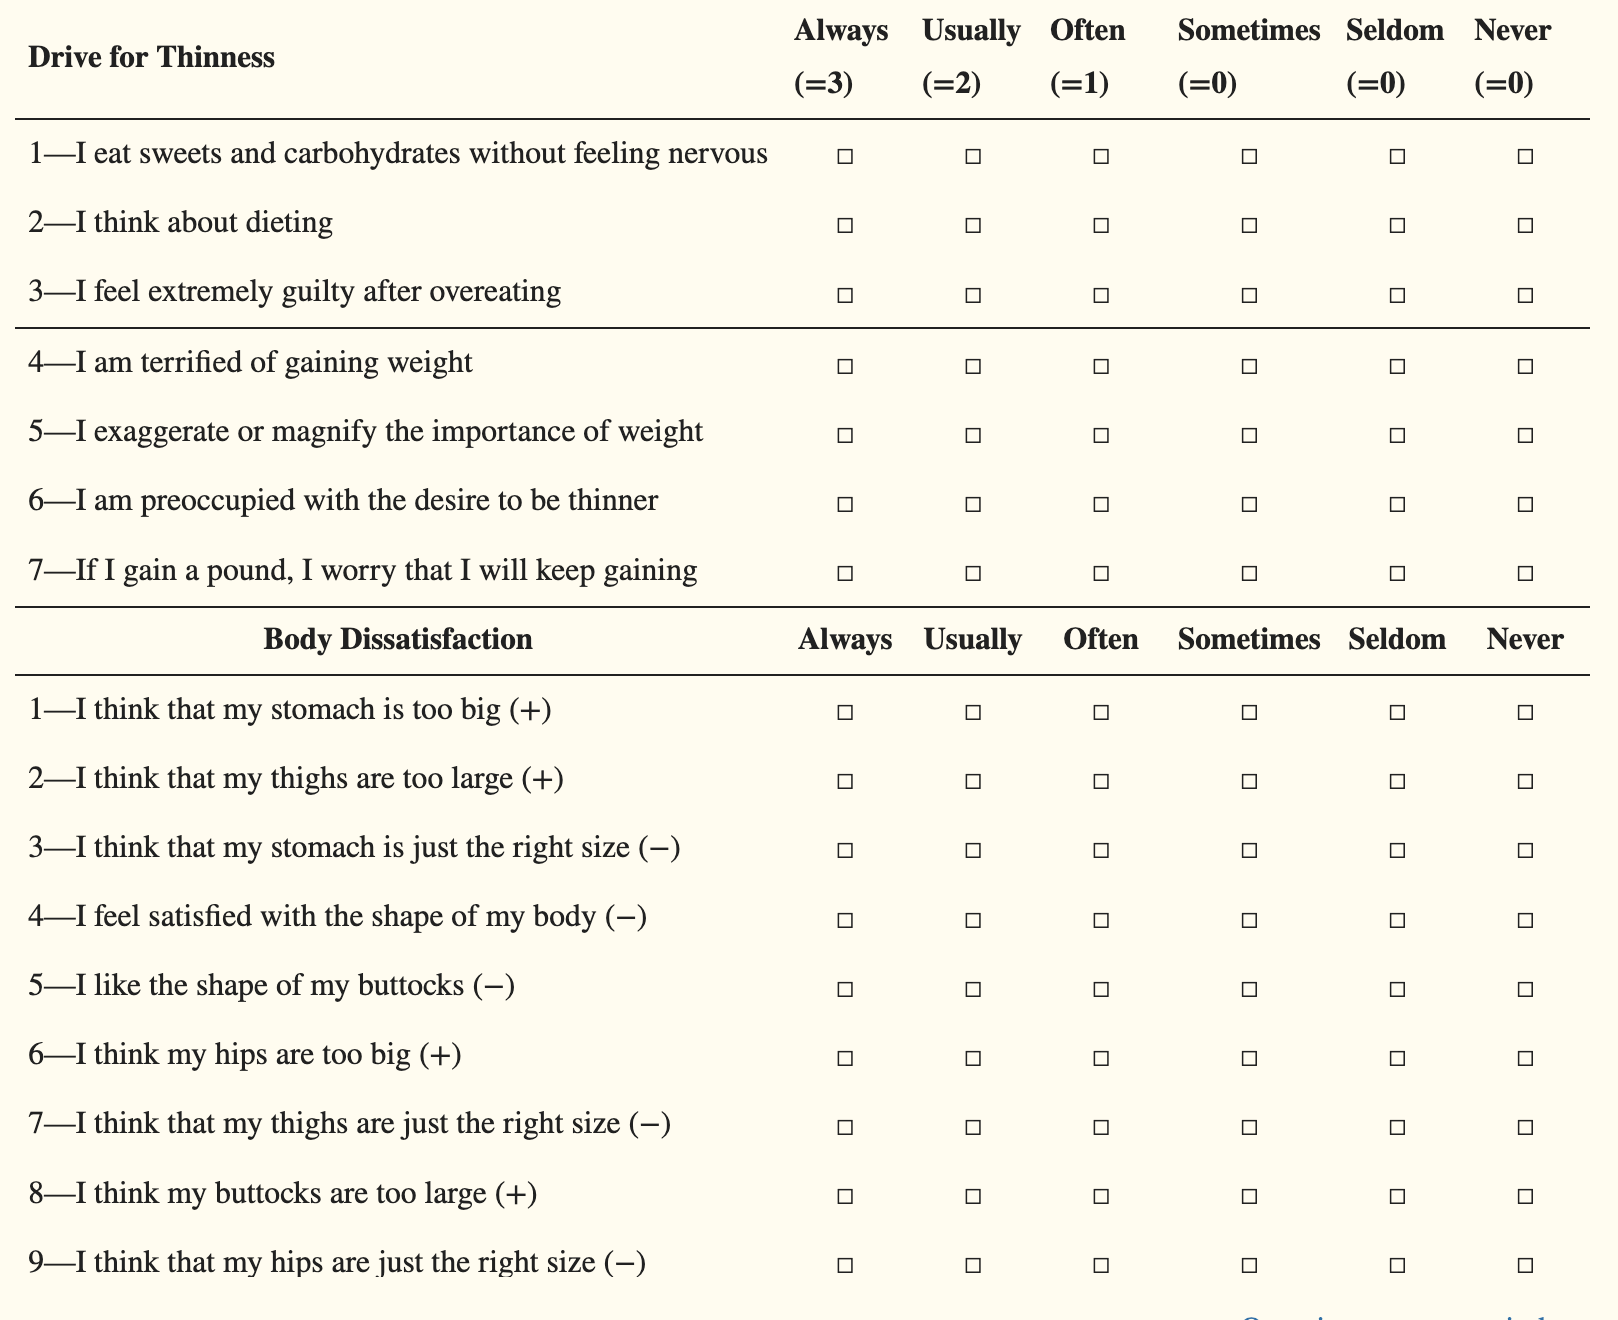 Drive for Thinness Always (=3) Usually (=2) Often (=1) Sometimes (=0) Seldom (=0) Never (=0)
1—I eat sweets and carbohydrates without feeling nervous □ □ □ □ □ □
2—I think about dieting □ □ □ □ □ □
3—I feel extremely guilty after overeating □ □ □ □ □ □
4—I am terrified of gaining weight □ □ □ □ □ □
5—I exaggerate or magnify the importance of weight □ □ □ □ □ □
6—I am preoccupied with the desire to be thinner □ □ □ □ □ □
7—If I gain a pound, I worry that I will keep gaining □ □ □ □ □ □
Body Dissatisfaction Always Usually Often Sometimes Seldom Never
1—I think that my stomach is too big (+) □ □ □ □ □ □
2—I think that my thighs are too large (+) □ □ □ □ □ □
3—I think that my stomach is just the right size (−) □ □ □ □ □ □
4—I feel satisfied with the shape of my body (−) □ □ □ □ □ □
5—I like the shape of my buttocks (−) □ □ □ □ □ □
6—I think my hips are too big (+) □ □ □ □ □ □
7—I think that my thighs are just the right size (−) □ □ □ □ □ □
8—I think my buttocks are too large (+) □ □ □ □ □ □
9—I think that my hips are just the right size (−) □ □ □ □ □ □